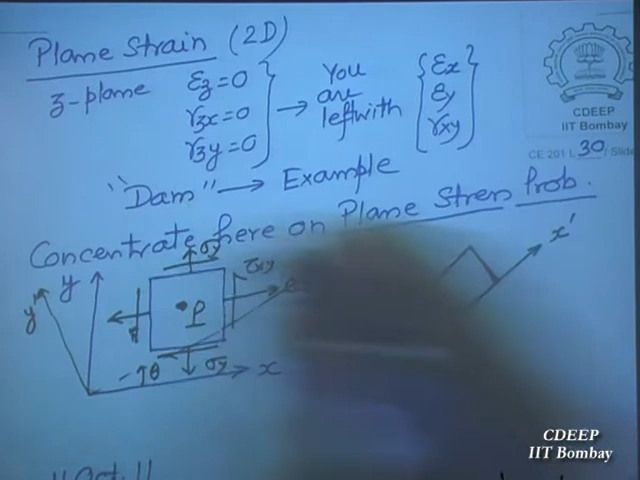 Plane Strain (2D)
z-plane
εz=0
γzx=0
γzy=0
You
are
left with
εx
εy
γxy
CDEEP
IIT Bombay
CE 201 L 30 / Slide
"Dam" → Example
Concentrate here on Plane Stress Prob.
y'
y
σy
τxy
P
x'
θ
σy
x
CDEEP
IIT Bombay